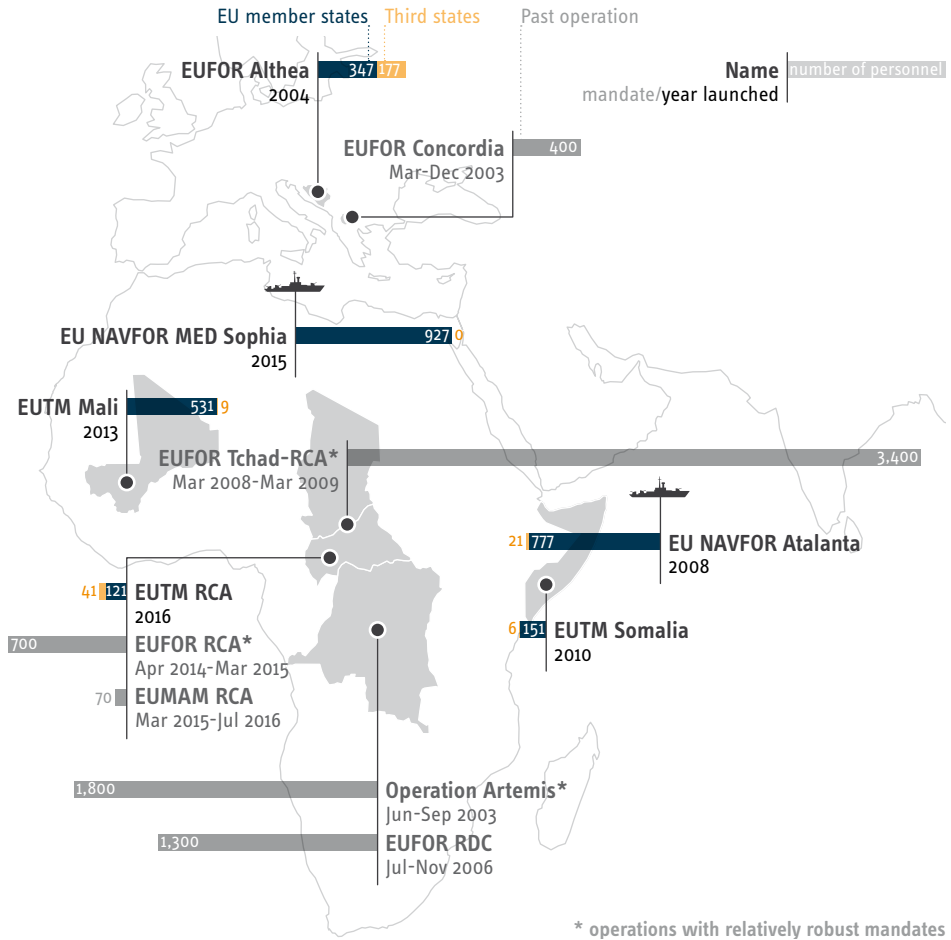 EU member states
Third states
Past operation
EUFOR Althea
2004
347
177
Name
mandate/year launched
number of personnel
EUFOR Concordia
Mar-Dec 2003
400
EU NAVFOR MED Sophia
2015
927
0
EUTM Mali
2013
531
9
EUFOR Tchad-RCA*
Mar 2008-Mar 2009
3,400
21
777
EU NAVFOR Atalanta
2008
41
121
EUTM RCA
2016
6
151
EUTM Somalia
2010
700
EUFOR RCA*
Apr 2014-Mar 2015
70
EUMAM RCA
Mar 2015-Jul 2016
1,800
Operation Artemis*
Jun-Sep 2003
1,300
EUFOR RDC
Jul-Nov 2006
* operations with relatively robust mandates